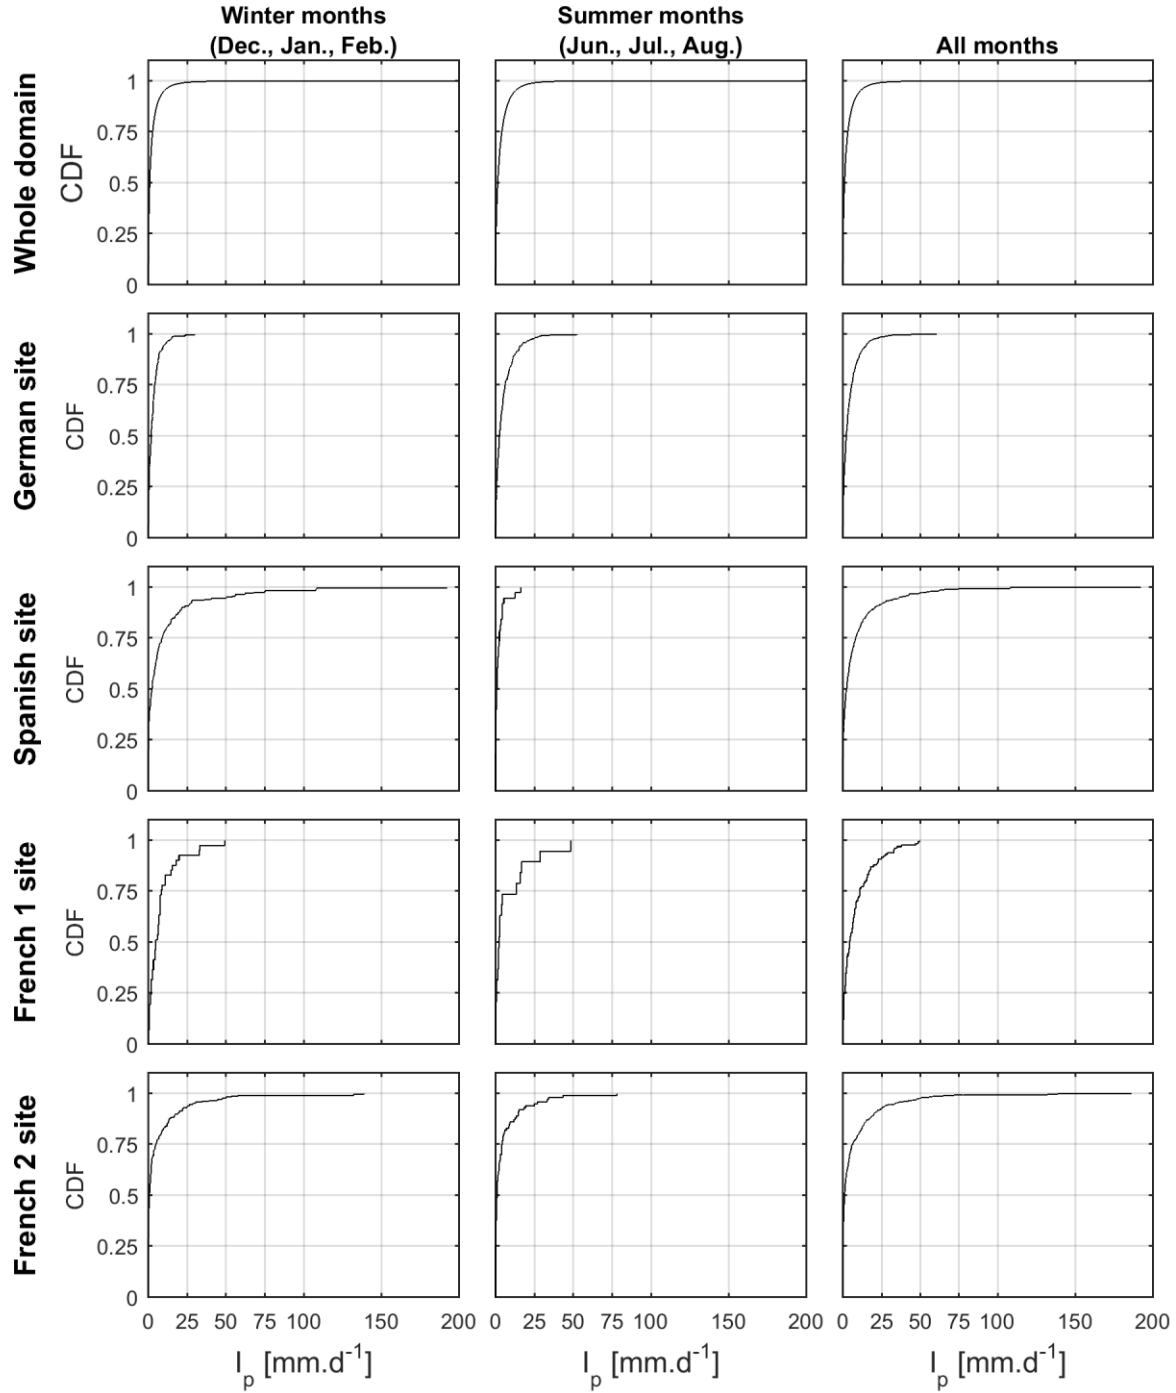 Winter months
(Dec., Jan., Feb.)
Summer months
(Jun., Jul., Aug.)
All months
Whole domain
CDF
1
0.75
0.5
0.25
0
German site
CDF
1
0.75
0.5
0.25
0
Spanish site
CDF
1
0.75
0.5
0.25
0
French 1 site
CDF
1
0.75
0.5
0.25
0
French 2 site
CDF
1
0.75
0.5
0.25
0
0 25 50 75 100 150 200
0 25 50 75 100 150 200
0 25 50 75 100 150 200
I_p [mm.d^-1]
I_p [mm.d^-1]
I_p [mm.d^-1]